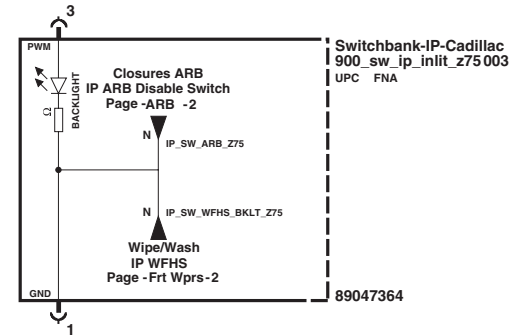 3
PWM
Switchbank-IP-Cadillac
900_sw_ip_inlit_z75 003
UPC FNA
BACKLIGHT
Ω
Closures ARB
IP ARB Disable Switch
Page -ARB -2
N
IP_SW_ARB_Z75
N
IP_SW_WFHS_BKLT_Z75
Wipe/Wash
IP WFHS
Page -Frt Wprs-2
GND
89047364
1